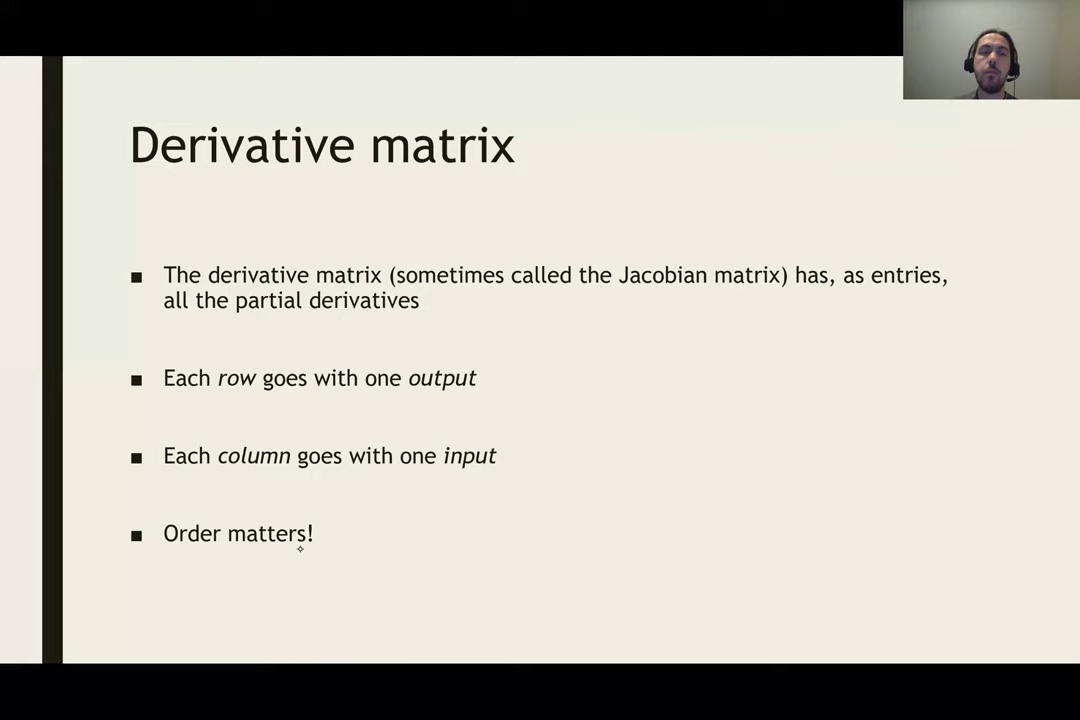 Derivative matrix
▪ The derivative matrix (sometimes called the Jacobian matrix) has, as entries,
all the partial derivatives
▪ Each row goes with one output
▪ Each column goes with one input
▪ Order matters!